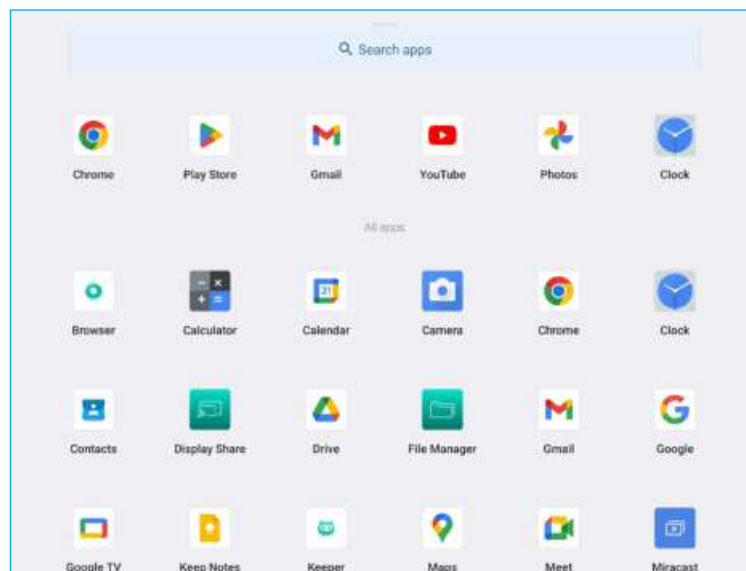 Search apps
Chrome Play Store Gmail YouTube Photos Clock
All apps
31
Browser Calculator Calendar Camera Chrome Clock
Contacts Display Share Drive File Manager Gmail Google
Google TV Keep Notes Keeper Maps Meet Miracast